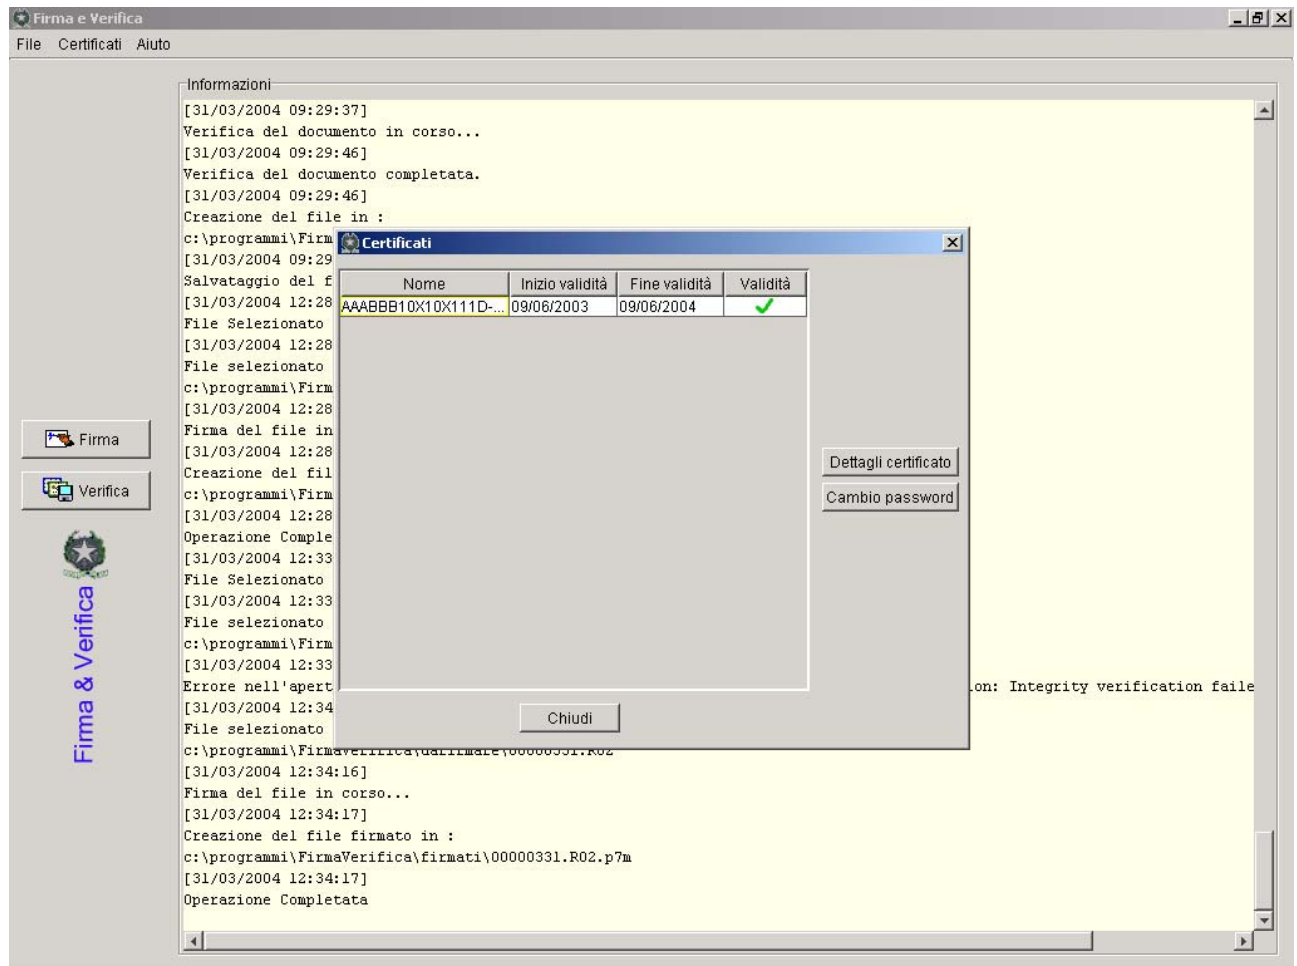 Firma e Verifica
File Certificati Aiuto
Informazioni
[31/03/2004 09:29:37]
Verifica del documento in corso...
[31/03/2004 09:29:46]
Verifica del documento completata.
[31/03/2004 09:29:46]
Creazione del file in :
c:\programmi\Firm
[31/03/2004 09:29
Salvataggio del f
[31/03/2004 12:28
File Selezionato
[31/03/2004 12:28
File selezionato
c:\programmi\Firm
[31/03/2004 12:28
Firma del file in
[31/03/2004 12:28
Creazione del fil
c:\programmi\Firm
[31/03/2004 12:28
Operazione Comple
[31/03/2004 12:33
File Selezionato
[31/03/2004 12:33
File selezionato
c:\programmi\Firm
[31/03/2004 12:33
Errore nell'apert
on: Integrity verification faile
[31/03/2004 12:34
File selezionato
c:\programmi\FirmaVerifica\dafirmare\00000331.R02
[31/03/2004 12:34:16]
Firma del file in corso...
[31/03/2004 12:34:17]
Creazione del file firmato in :
c:\programmi\FirmaVerifica\firmati\00000331.R02.p7m
[31/03/2004 12:34:17]
Operazione Completata
Certificati
Nome Inizio validità Fine validità Validità
AAABBB10X10X111D-... 09/06/2003 09/06/2004
Dettagli certificato
Cambio password
Chiudi
Firma
Verifica
Firma & Verifica